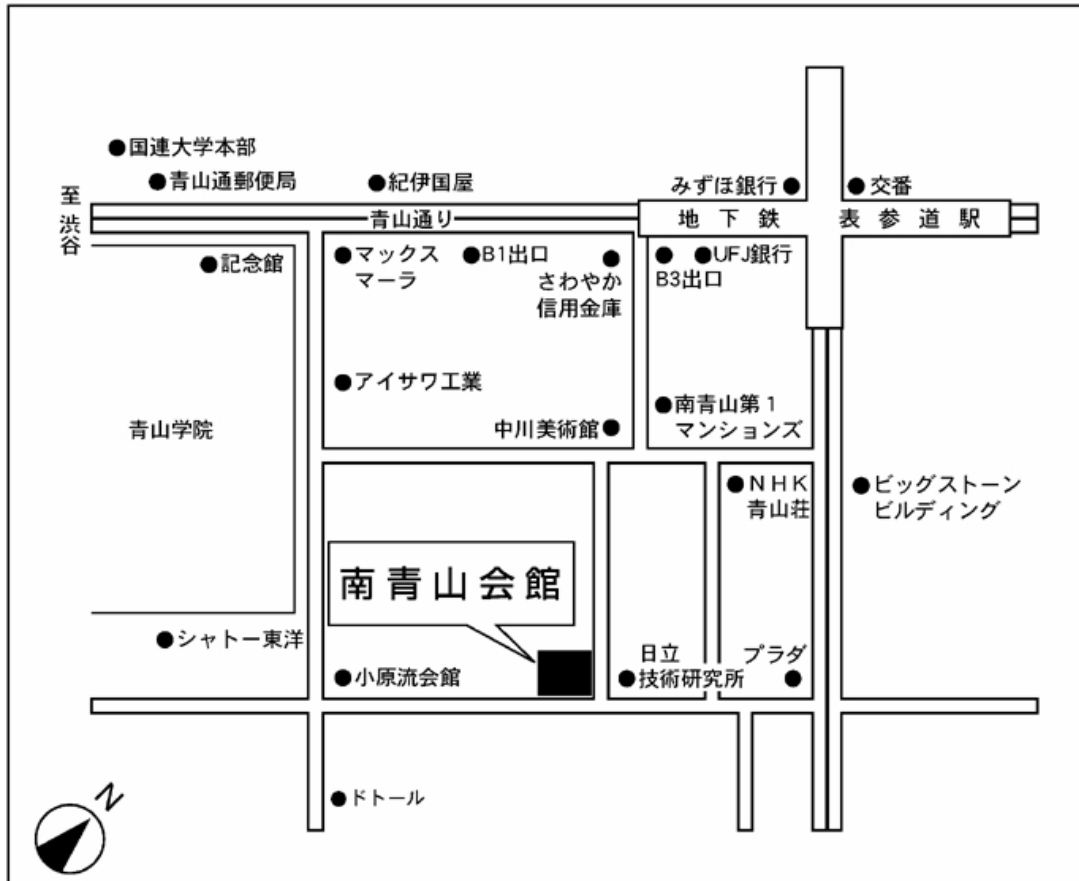 国連大学本部
青山通郵便局
紀伊国屋
みずほ銀行
交番
至渋谷
青山通り
地下鉄 表参道駅
記念館
マックス
マーラ
B1出口
さわやか
信用金庫
B3出口
UFJ銀行
アイサワ工業
中川美術館
南青山第1
マンションズ
青山学院
NHK
青山荘
ビッグストーン
ビルディング
南青山会館
シャトー東洋
小原流会館
日立
技術研究所
プラダ
ドトール
N